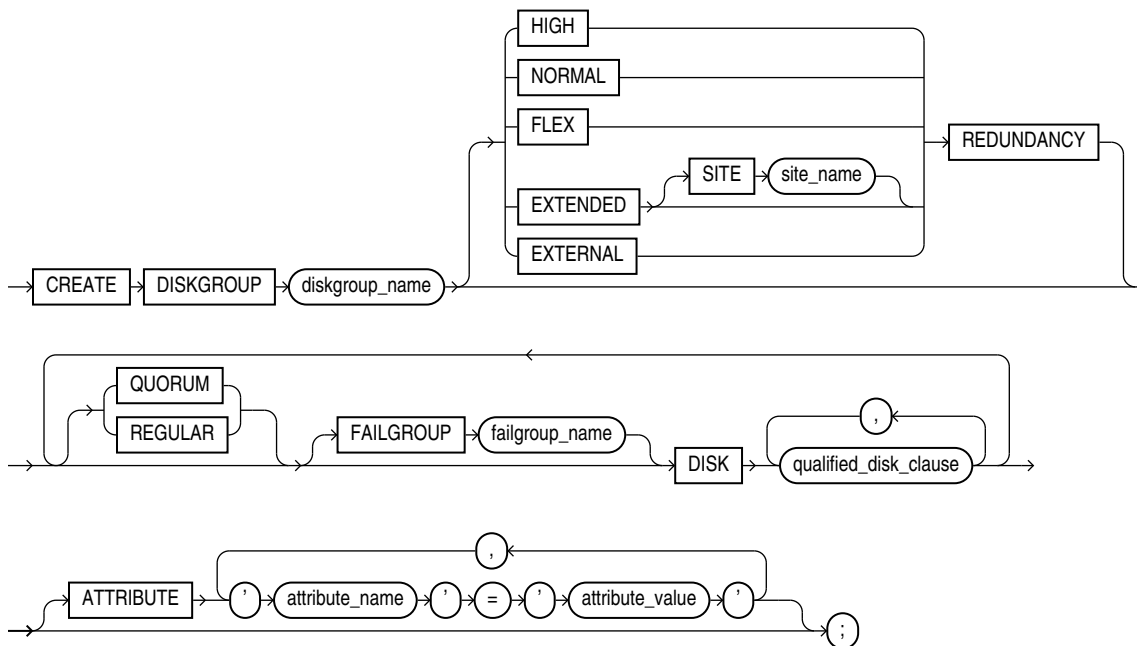 HIGH
NORMAL
FLEX
REDUNDANCY
SITE site_name
EXTENDED
EXTERNAL
CREATE DISKGROUP diskgroup_name
QUORUM
,
REGULAR FAILGROUP failgroup_name
DISK qualified_disk_clause
,
ATTRIBUTE ’ attribute_name ’ = ’ attribute_value ’
;